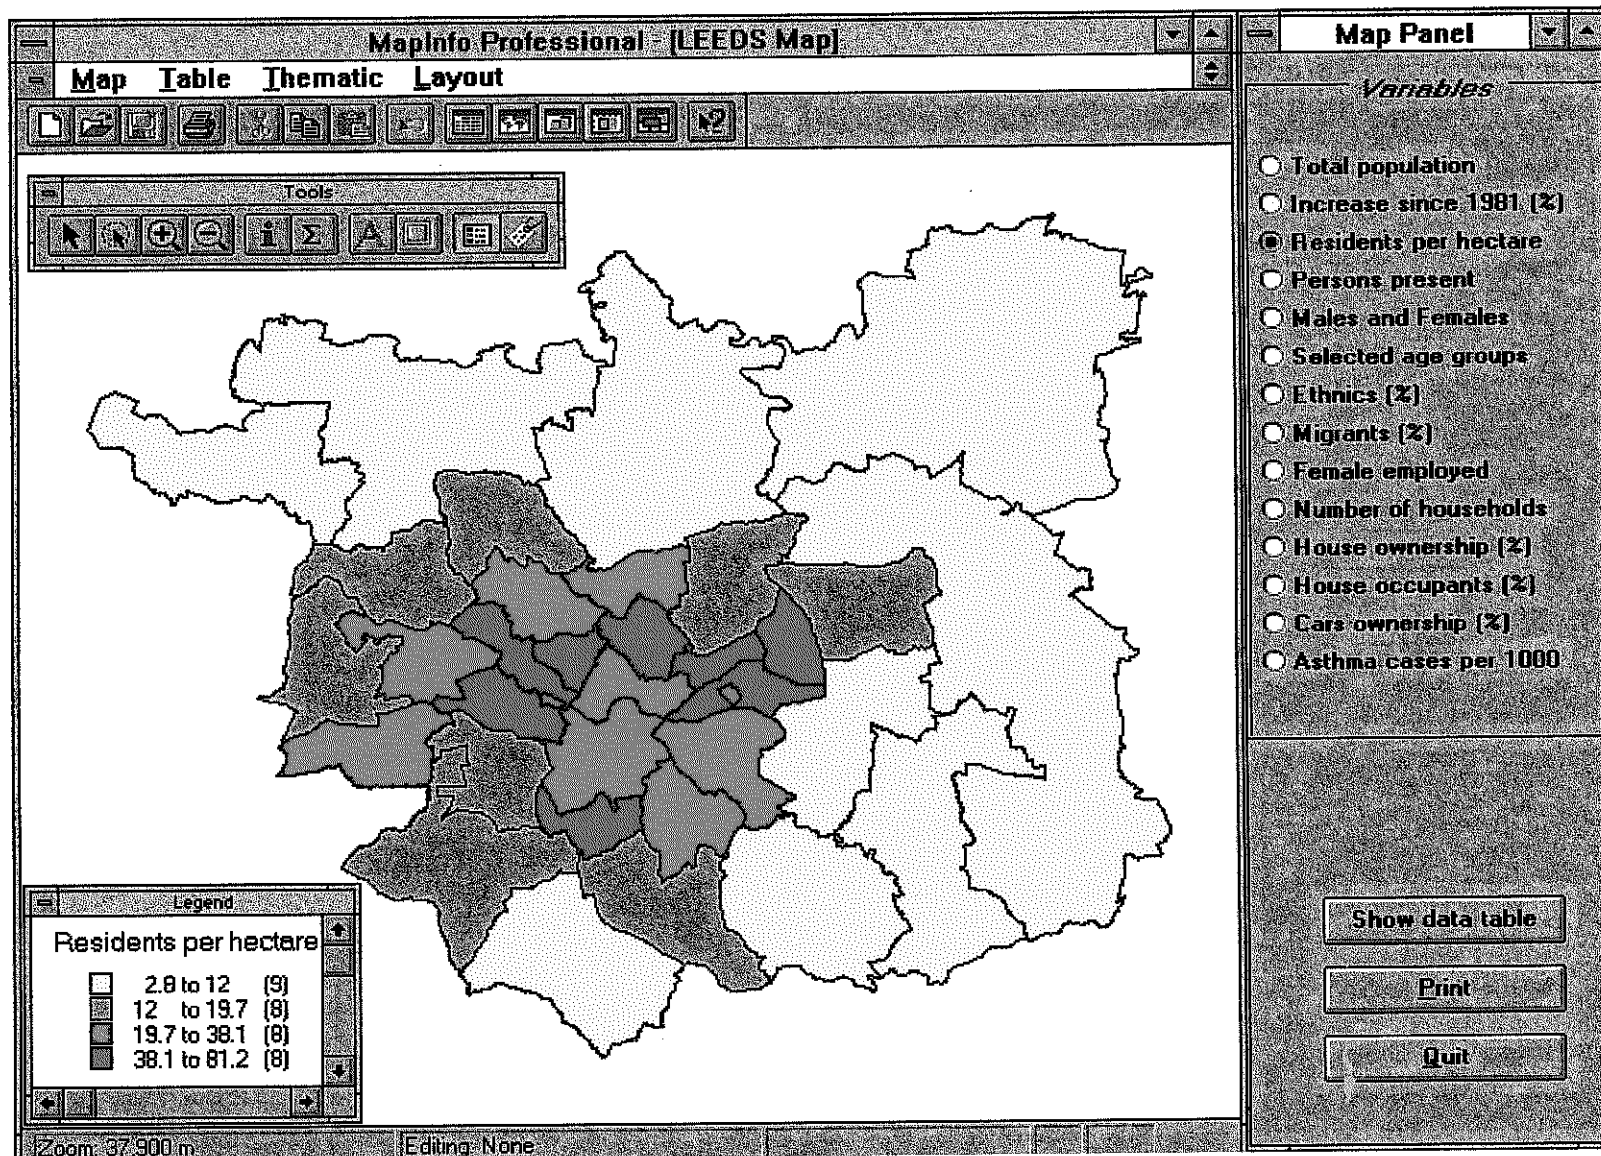 MapInfo Professional - [LEEDS Map]
Map Table Thematic Layout
Tools
Legend
Residents per hectare
2.8 to 12 (9)
12 to 19.7 (8)
19.7 to 38.1 (8)
38.1 to 81.2 (8)
Zoom: 37,900 m
Editing: None
Map Panel
Variables
Total population
Increase since 1981 (%)
Residents per hectare
Persons present
Males and Females
Selected age groups
Ethnics (%)
Migrants (%)
Female employed
Number of households
House ownership (%)
House occupants (%)
Cars ownership (%)
Asthma cases per 1000
Show data table
Print
Quit